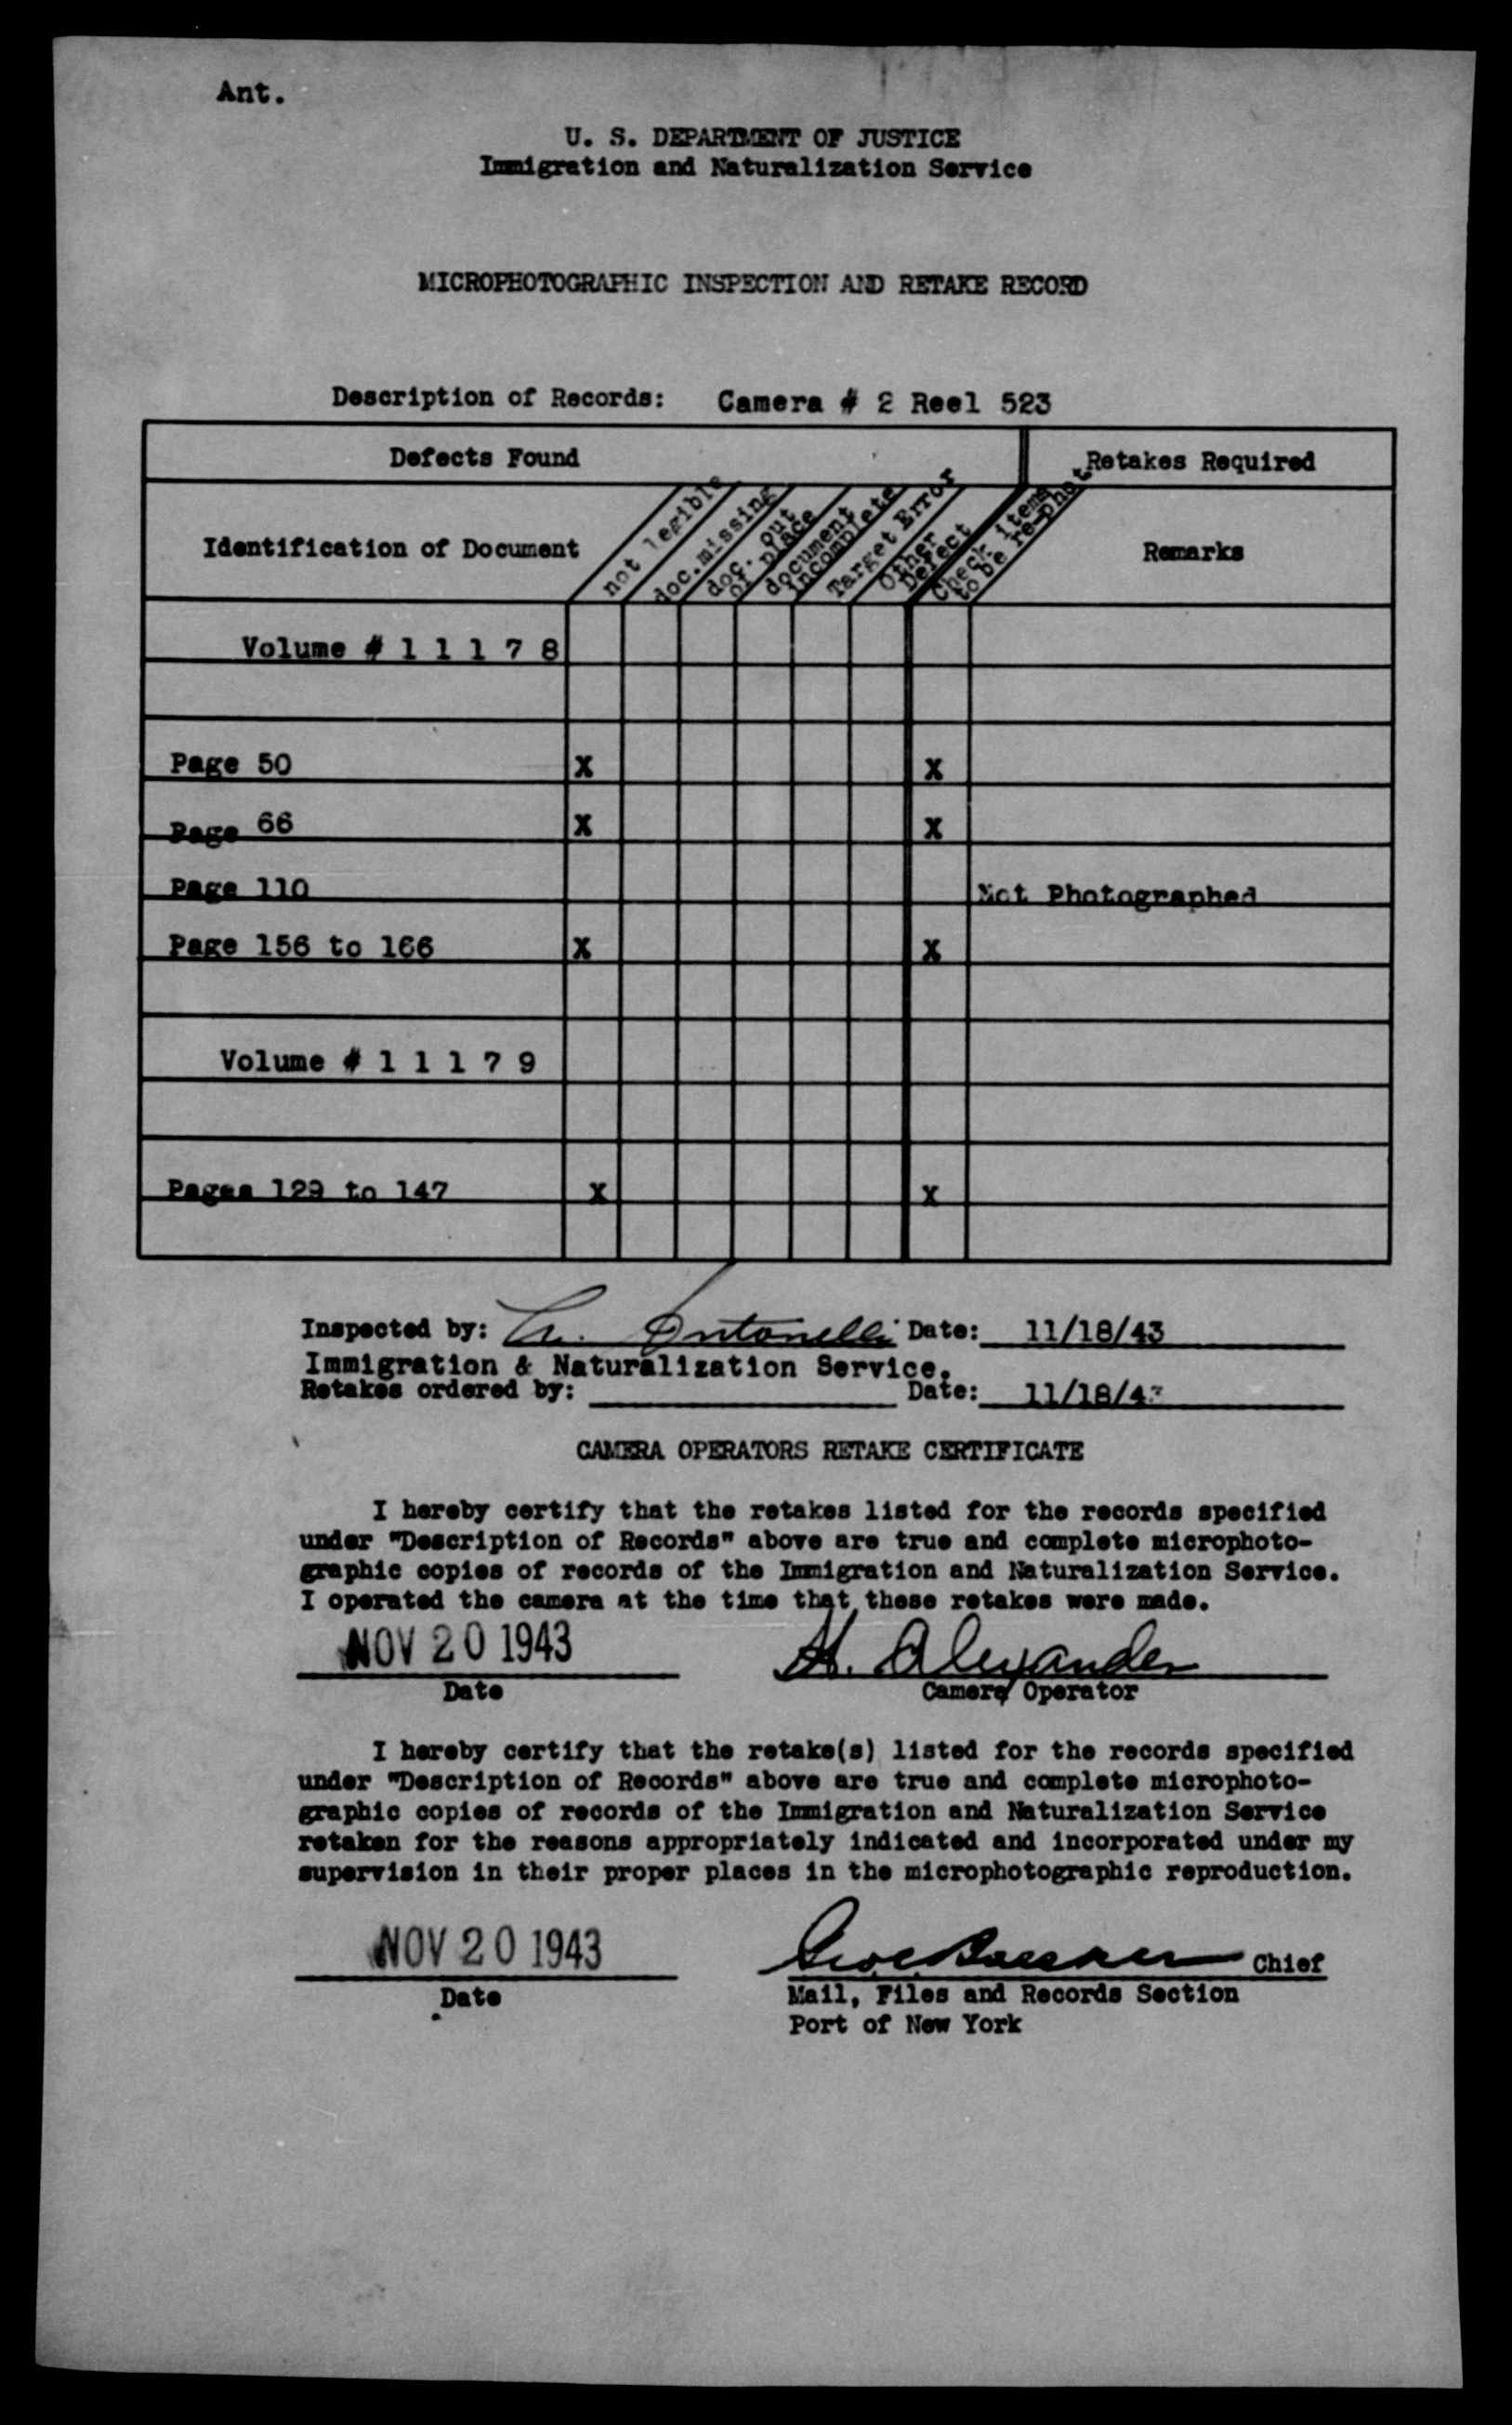 Ant.
U. S. DEPARTMENT OF JUSTICE
Immigration and Naturalization Service
MICROPHOTOGRAPHIC INSPECTION AND RETAKE RECORD
Description of Records: Camera # 2 Reel 523
Defects Found
Retakes Required
Identification of Document
not legible
doc. missing
doc. out
of place
document
incomplete
Target Error
Other
Defect
Check items
to be re-phot
Remarks
Volume # 1 1 1 7 8
Page 50 X X
Page 66 X X
Page 110 Not Photographed
Page 156 to 166 X X
Volume # 1 1 1 7 9
Pages 129 to 147 X X
Inspected by: Antonelli Date: 11/18/43
Immigration & Naturalization Service.
Retakes ordered by: Date: 11/18/43
CAMERA OPERATORS RETAKE CERTIFICATE
I hereby certify that the retakes listed for the records specified
under "Description of Records" above are true and complete microphoto-
graphic copies of records of the Immigration and Naturalization Service.
I operated the camera at the time that these retakes were made.
NOV 20 1943 H. Alexander
Date Camera Operator
I hereby certify that the retake(s) listed for the records specified
under "Description of Records" above are true and complete microphoto-
graphic copies of records of the Immigration and Naturalization Service
retaken for the reasons appropriately indicated and incorporated under my
supervision in their proper places in the microphotographic reproduction.
NOV 20 1943 Chief
Date Mail, Files and Records Section
Port of New York